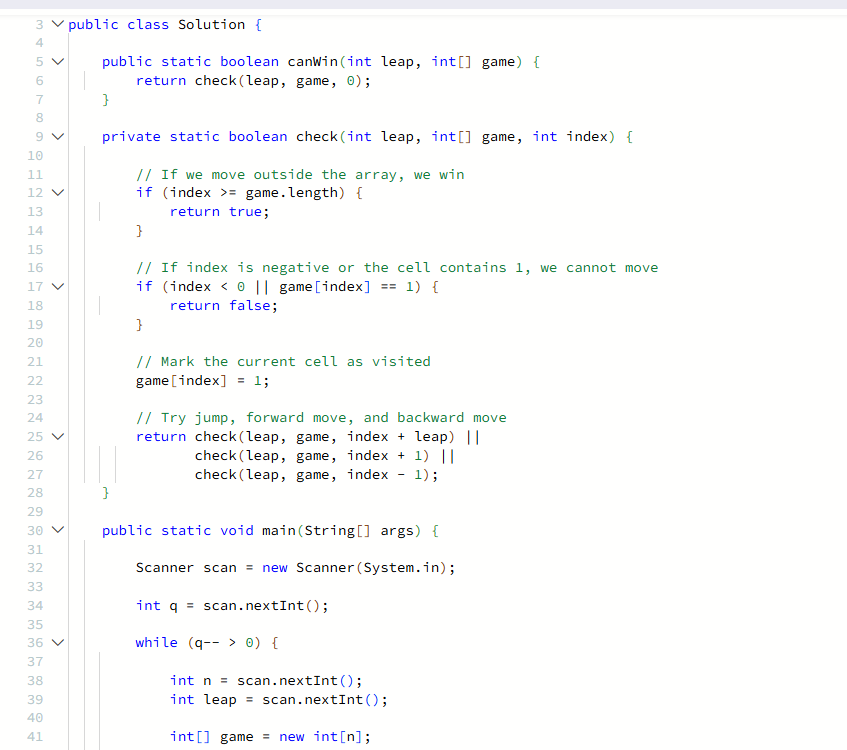 3 public class Solution {
4
5 public static boolean canWin(int leap, int[] game) {
6 return check(leap, game, 0);
7 }
8
9 private static boolean check(int leap, int[] game, int index) {
10
11 // If we move outside the array, we win
12 if (index >= game.length) {
13 return true;
14 }
15
16 // If index is negative or the cell contains 1, we cannot move
17 if (index < 0 || game[index] == 1) {
18 return false;
19 }
20
21 // Mark the current cell as visited
22 game[index] = 1;
23
24 // Try jump, forward move, and backward move
25 return check(leap, game, index + leap) ||
26 check(leap, game, index + 1) ||
27 check(leap, game, index - 1);
28 }
29
30 public static void main(String[] args) {
31
32 Scanner scan = new Scanner(System.in);
33
34 int q = scan.nextInt();
35
36 while (q-- > 0) {
37
38 int n = scan.nextInt();
39 int leap = scan.nextInt();
40
41 int[] game = new int[n];